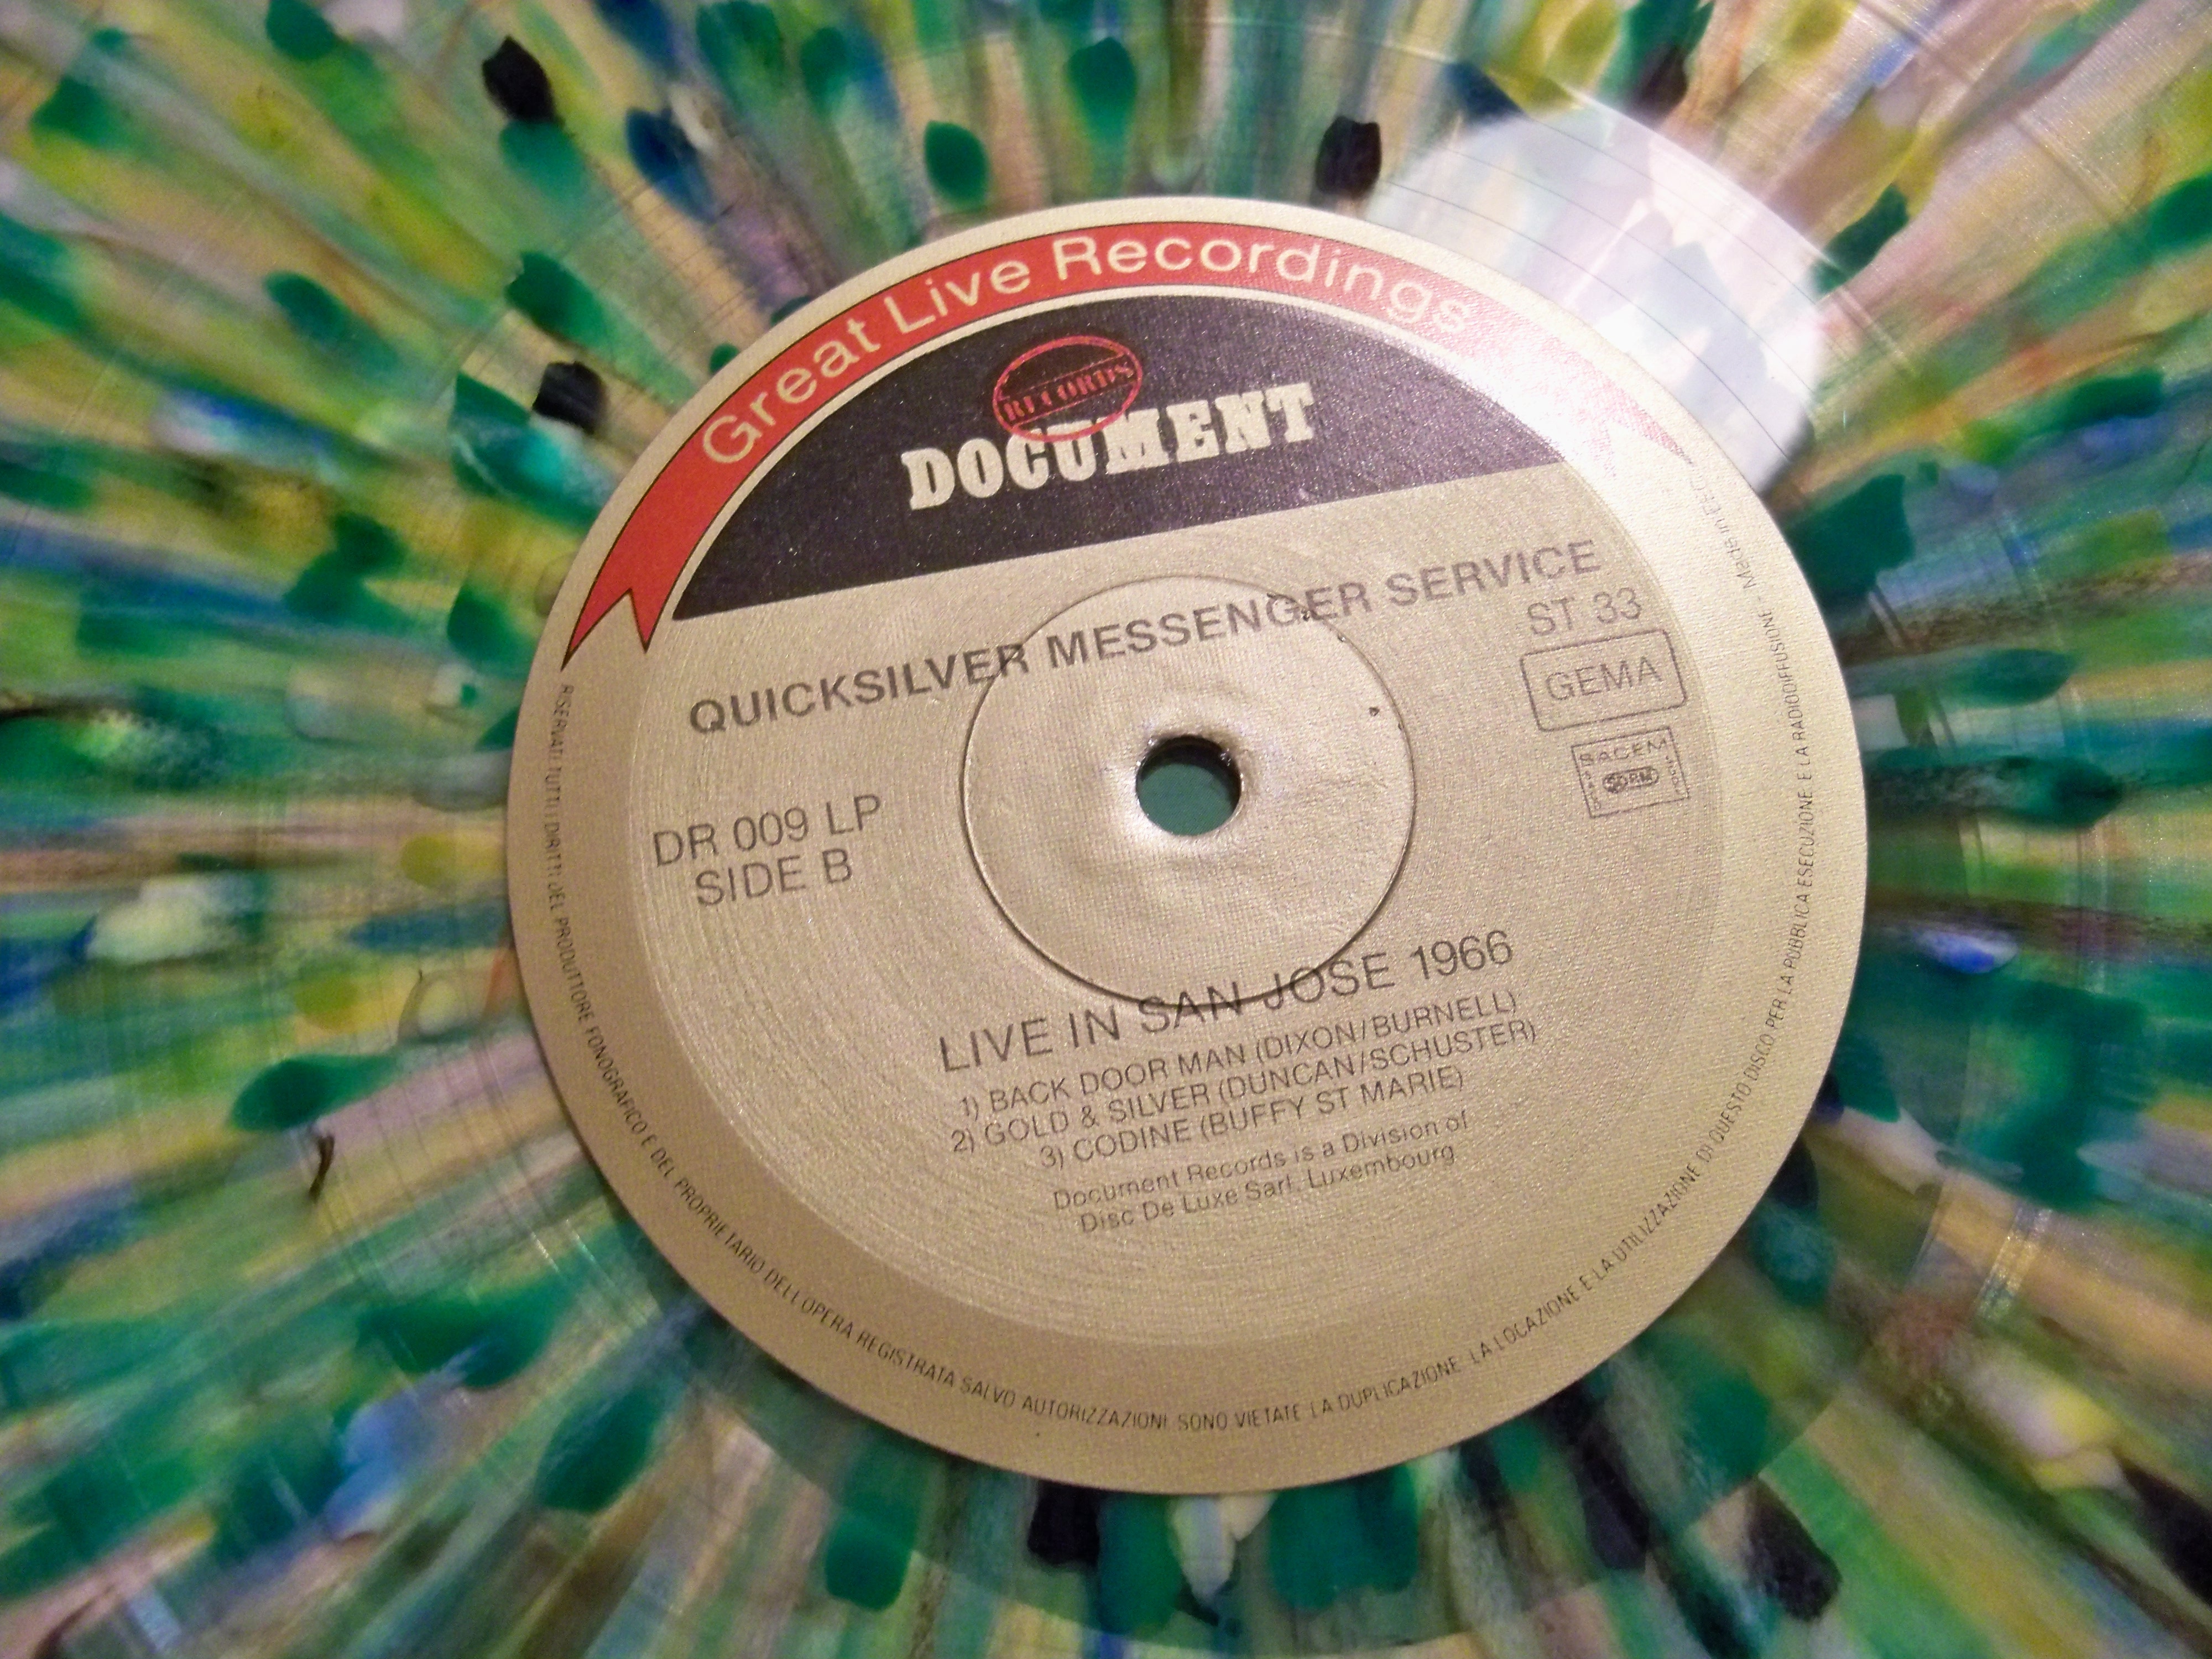 Great Live Recordings
RECORDS
DOCUMENT
QUICKSILVER MESSENGER SERVICE
ST 33
GEMA
SACEM
SDRM
DR 009 LP
SIDE B
LIVE IN SAN JOSE 1966
1) BACK DOOR MAN (DIXON/BURNELL)
2) GOLD & SILVER (DUNCAN/SCHUSTER)
3) CODINE (BUFFY ST MARIE)
Document Records is a Division of
Disc De Luxe Sarl. Luxembourg
RISERVATI TUTTI I DIRITTI DEL PRODUTTORE FONOGRAFICO E DEL PROPRIETARIO DELL OPERA REGISTRATA SALVO AUTORIZZAZIONI SONO VIETATE LA DUPLICAZIONE LA LOCAZIONE E LA UTILIZZAZIONE DI QUESTO DISCO PER LA PUBBLICA ESECUZIONE E LA RADIODIFFUSIONE - Made in EEC